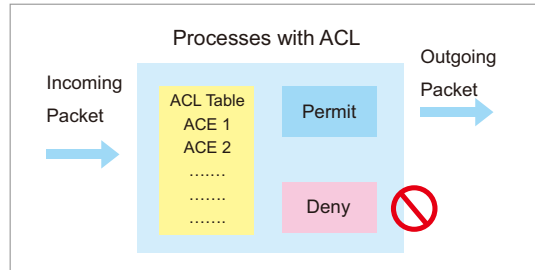 Processes with ACL
Incoming
Packet
ACL Table
ACE 1
ACE 2
.......
.......
.......
Permit
Deny
Outgoing
Packet